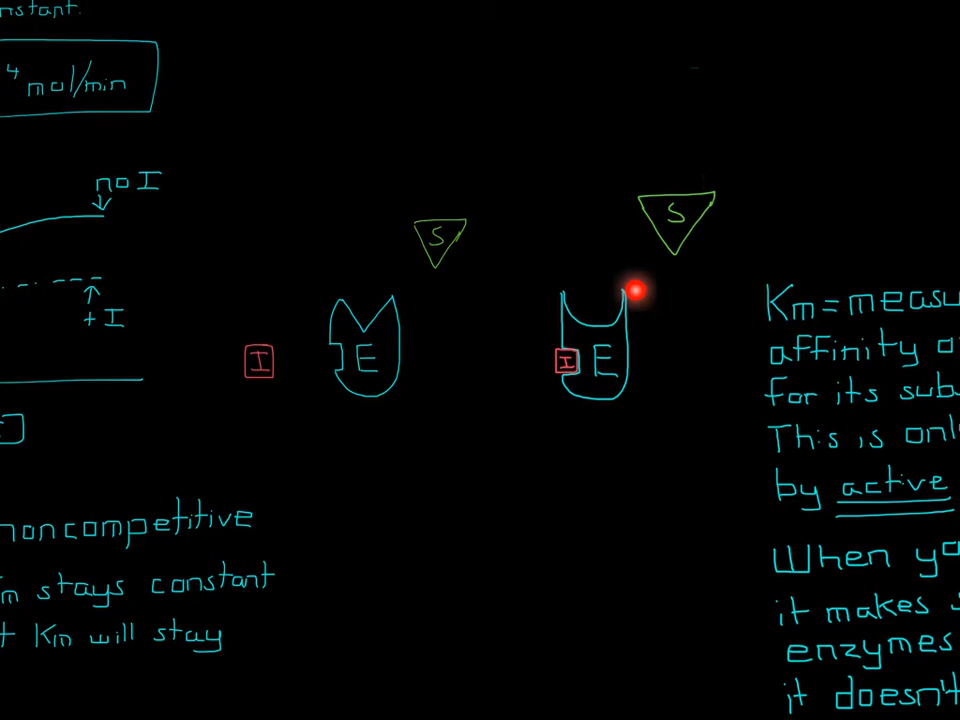 nstant.
4 mol/min
no I
+ I
S
I
E
S
I
E
noncompetitive
m stays constant
t Km will stay
Km = measu
affinity o
for its sub
This is onl
by active
When yo
it makes s
enzymes
it doesn't